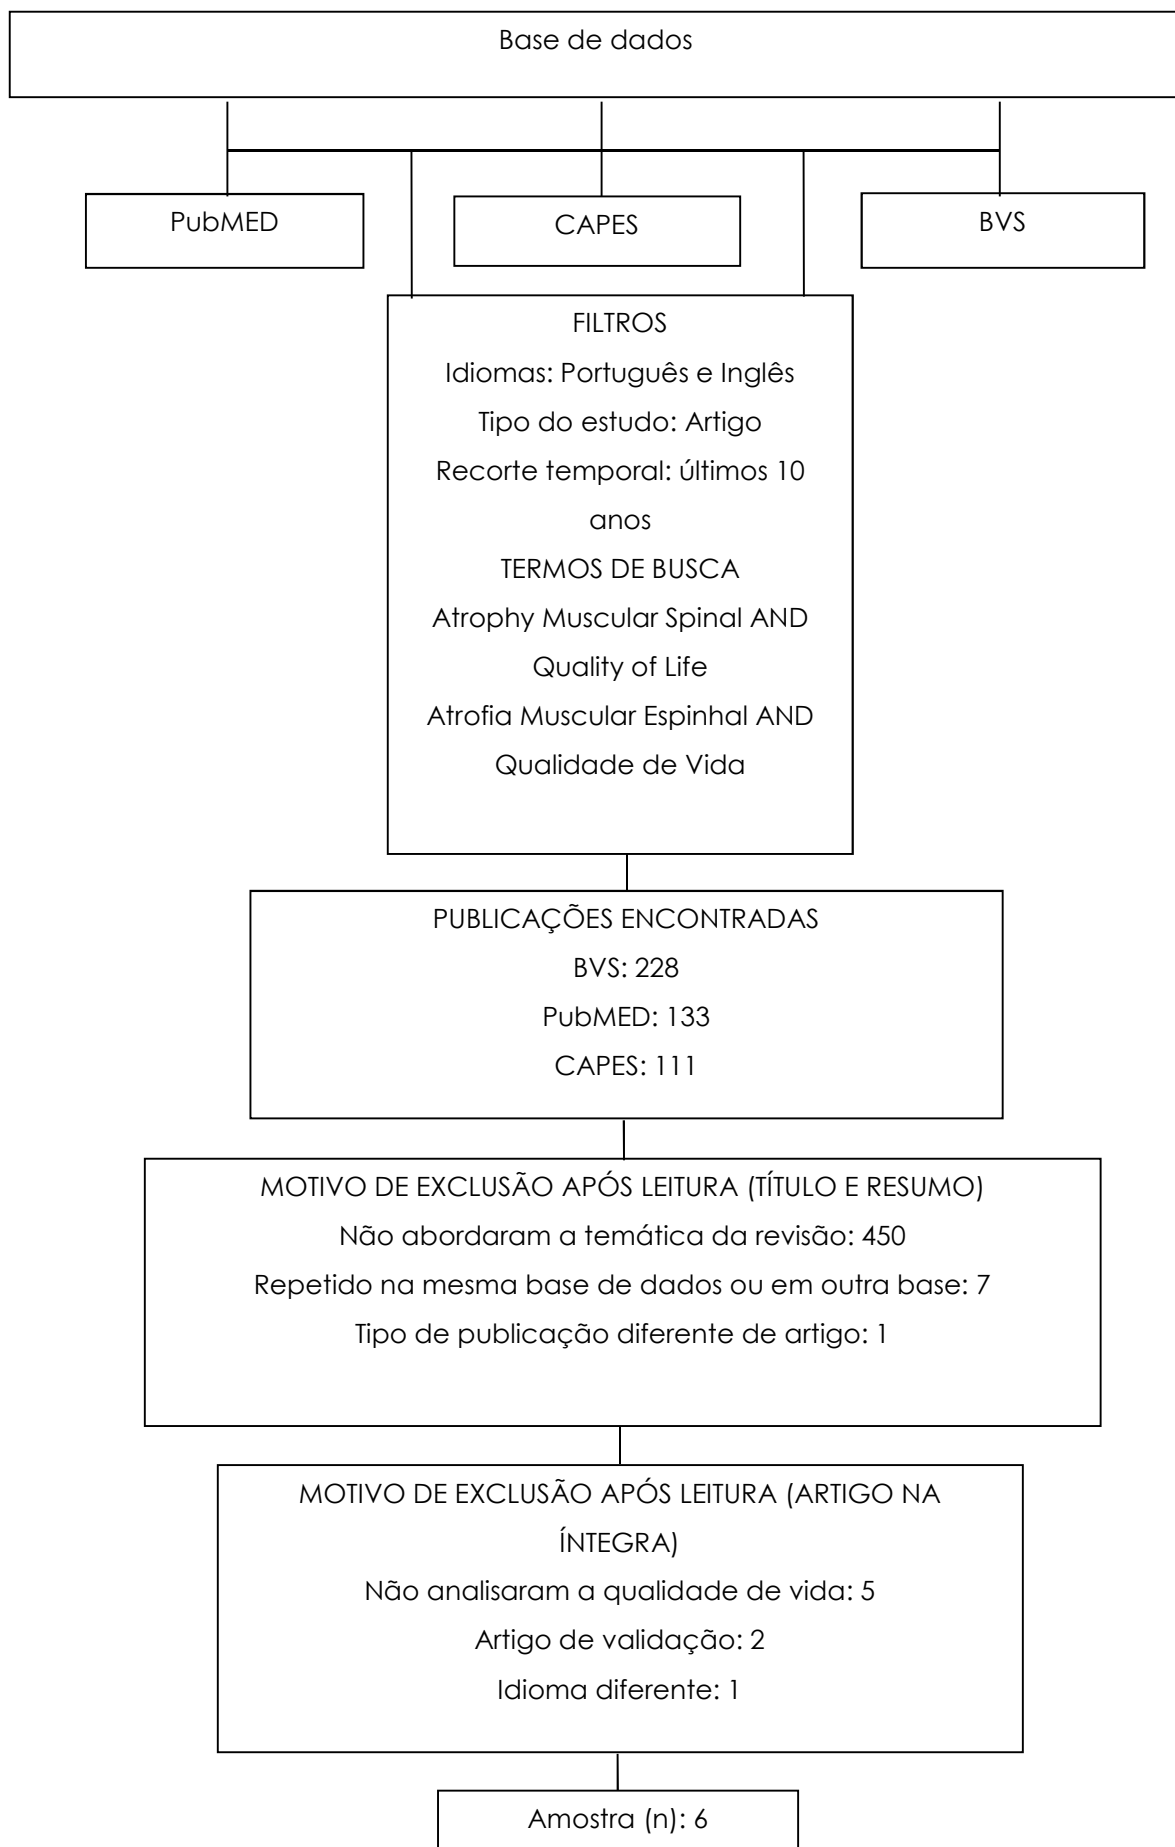 Base de dados
PubMED
CAPES
BVS
FILTROS
Idiomas: Português e Inglês
Tipo do estudo: Artigo
Recorte temporal: últimos 10
anos
TERMOS DE BUSCA
Atrophy Muscular Spinal AND
Quality of Life
Atrofia Muscular Espinhal AND
Qualidade de Vida
PUBLICAÇÕES ENCONTRADAS
BVS: 228
PubMED: 133
CAPES: 111
MOTIVO DE EXCLUSÃO APÓS LEITURA (TÍTULO E RESUMO)
Não abordaram a temática da revisão: 450
Repetido na mesma base de dados ou em outra base: 7
Tipo de publicação diferente de artigo: 1
MOTIVO DE EXCLUSÃO APÓS LEITURA (ARTIGO NA
ÍNTEGRA)
Não analisaram a qualidade de vida: 5
Artigo de validação: 2
Idioma diferente: 1
Amostra (n): 6